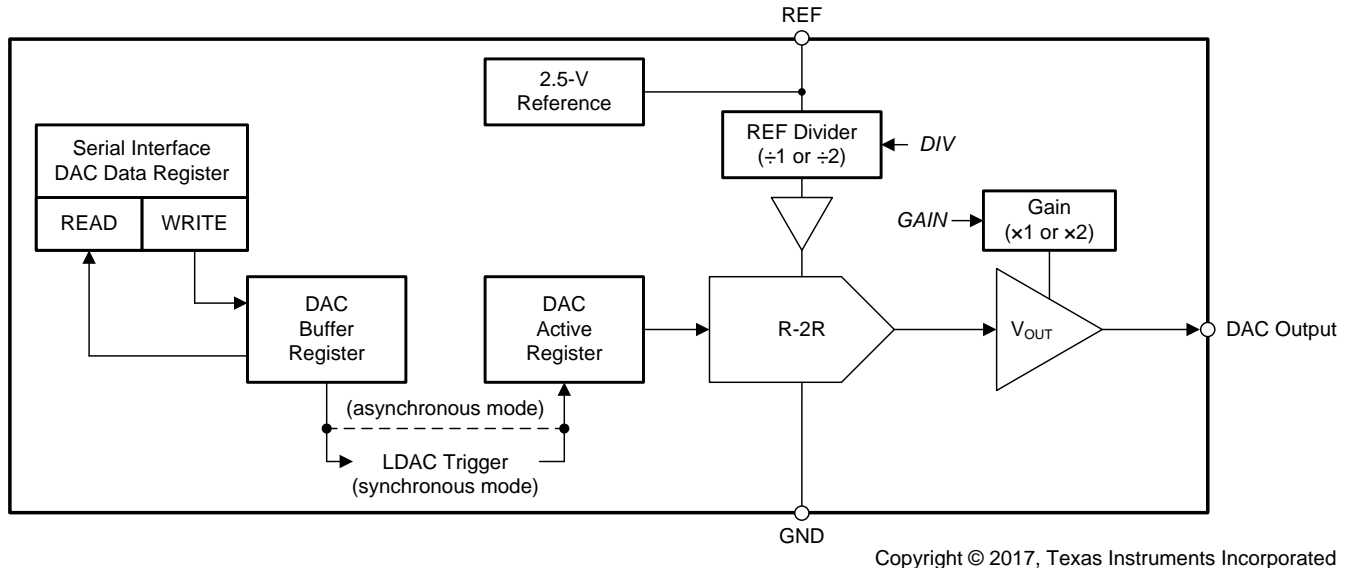 REF
2.5-V
Reference
REF Divider
(÷1 or ÷2)
DIV
Serial Interface
DAC Data Register
READ
WRITE
GAIN
Gain
(×1 or ×2)
DAC
Buffer
Register
DAC
Active
Register
R-2R
VOUT
DAC Output
(asynchronous mode)
LDAC Trigger
(synchronous mode)
GND
Copyright © 2017, Texas Instruments Incorporated